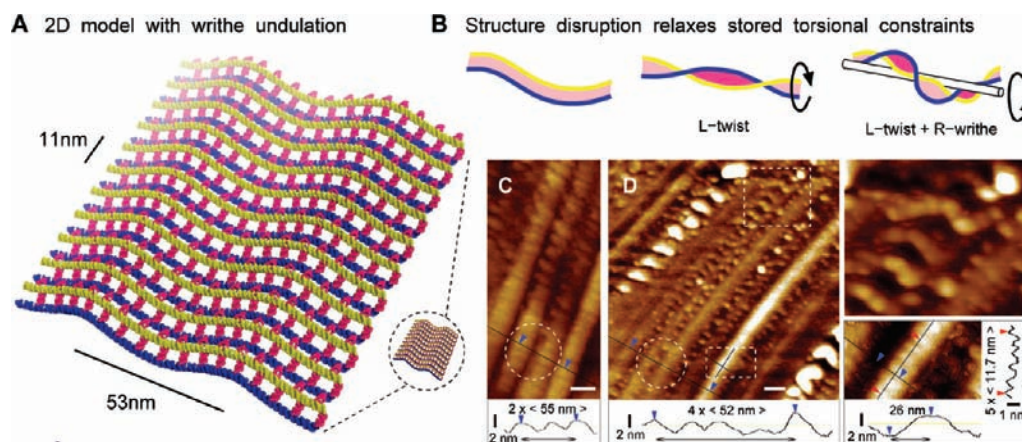 A 2D model with writhe undulation
11nm
53nm
B Structure disruption relaxes stored torsional constraints
L-twist
L-twist + R-writhe
C
D
2 x < 55 nm >
2 nm
4 x < 52 nm >
2 nm
5 x < 11.7 nm >
1 nm
26 nm
2 nm